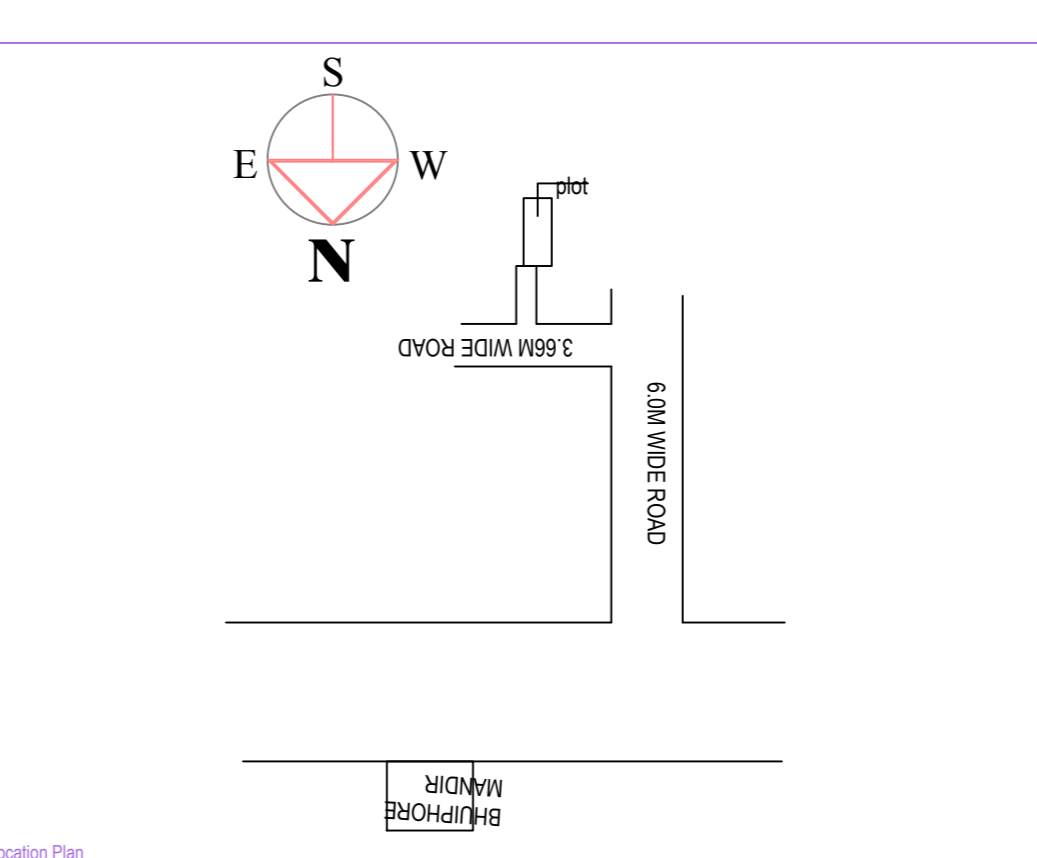 S
E
W
N
plot
3.66M WIDE ROAD
6.0M WIDE ROAD
BHUIPHORE
MANDIR
ocation Plan